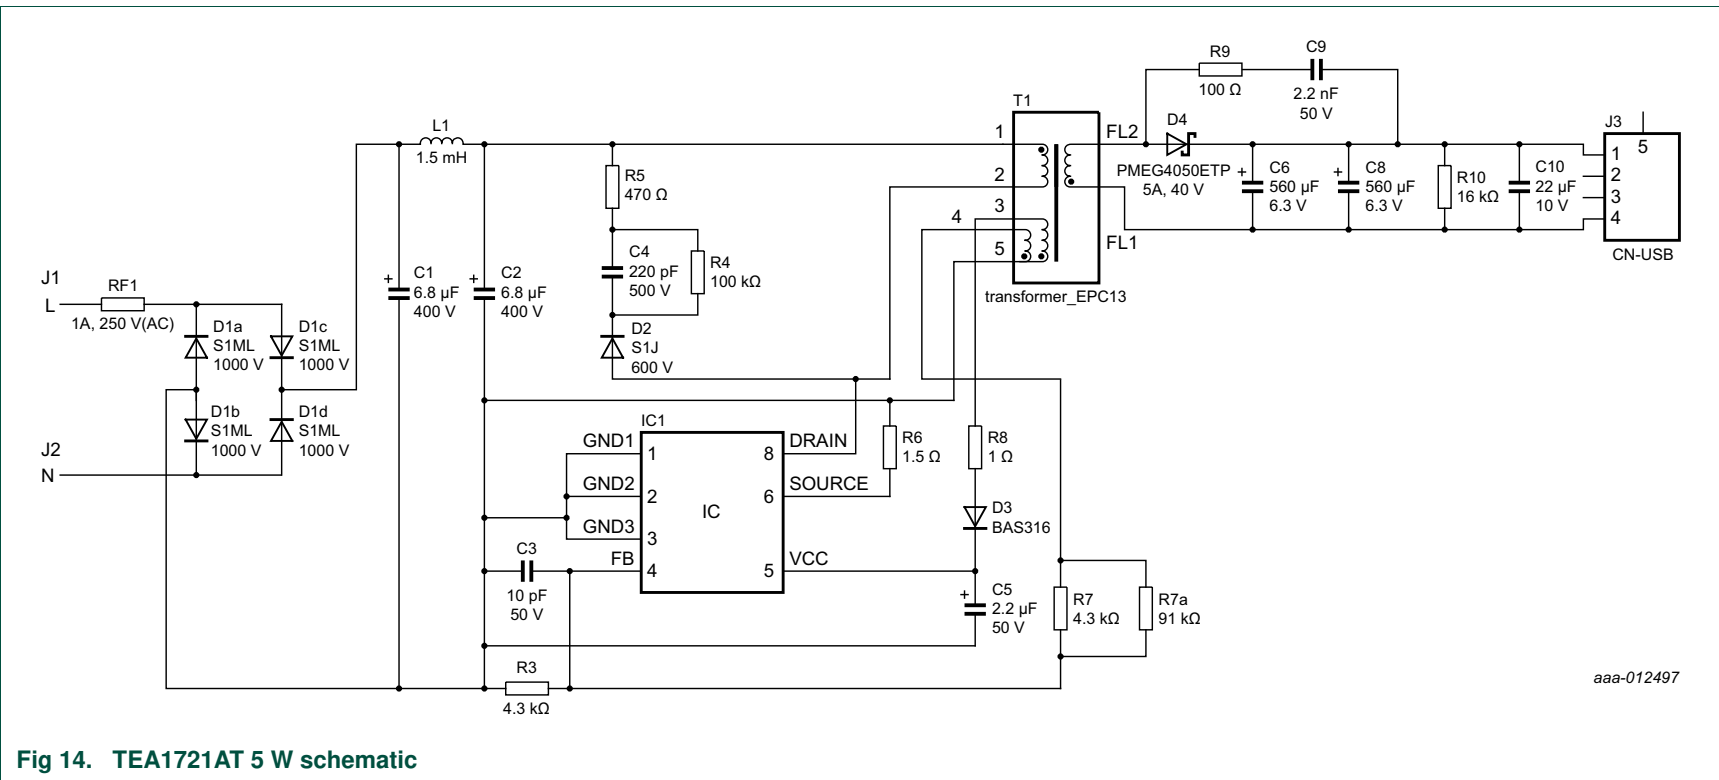 R9
100 Ω
C9
2.2 nF
50 V
T1
1
2
3
4
5
FL2
FL1
transformer_EPC13
D4
PMEG4050ETP
5A, 40 V
+
C6
560 µF
6.3 V
+
C8
560 µF
6.3 V
R10
16 kΩ
C10
22 µF
10 V
J3
5
1
2
3
4
CN-USB
L1
1.5 mH
R5
470 Ω
C4
220 pF
500 V
R4
100 kΩ
D2
S1J
600 V
+
C1
6.8 µF
400 V
+
C2
6.8 µF
400 V
J1
L
RF1
1A, 250 V(AC)
D1a
S1ML
1000 V
D1c
S1ML
1000 V
D1b
S1ML
1000 V
D1d
S1ML
1000 V
J2
N
IC1
GND1
1
GND2
2
GND3
3
FB
4
IC
8
DRAIN
6
SOURCE
5
VCC
R6
1.5 Ω
R8
1 Ω
D3
BAS316
C3
10 pF
50 V
+
C5
2.2 µF
50 V
R7
4.3 kΩ
R7a
91 kΩ
R3
4.3 kΩ
aaa-012497
Fig 14. TEA1721AT 5 W schematic